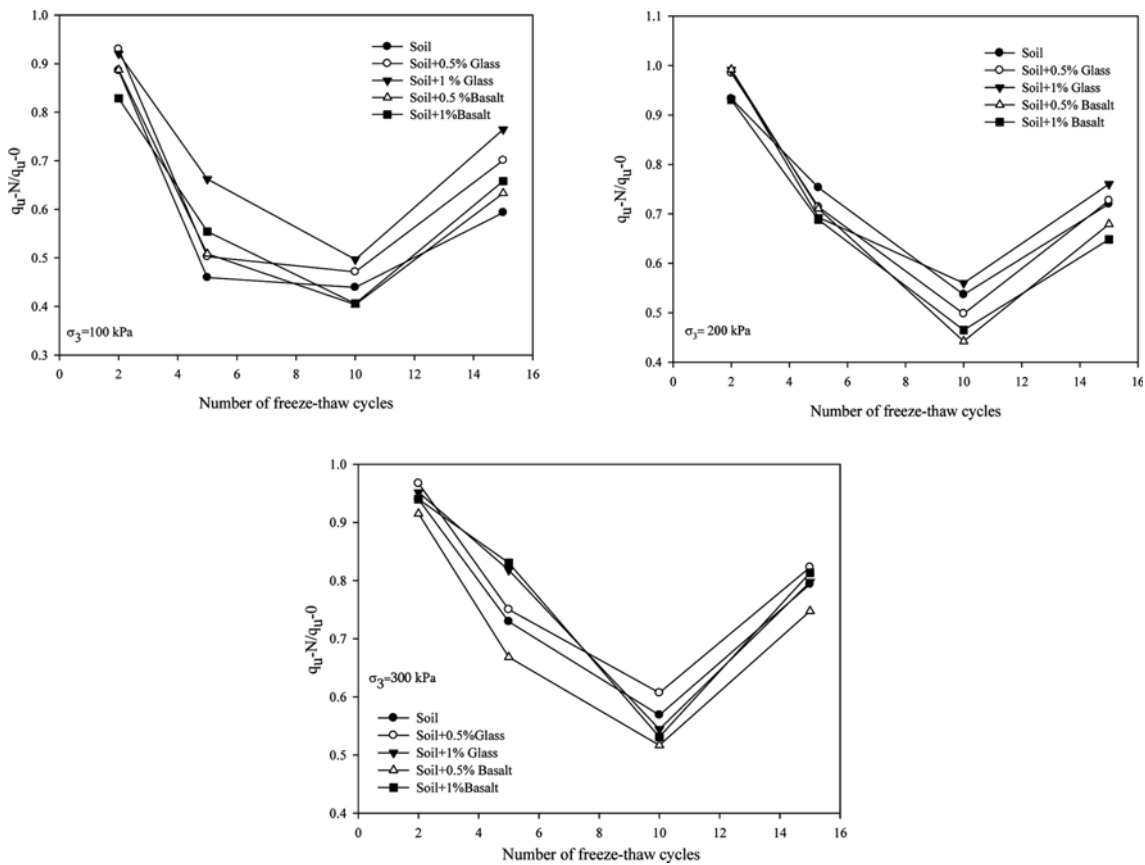 1.0
0.9
0.8
0.7
0.6
0.5
0.4
0.3
qu-N/qu-0
Soil
Soil+0.5% Glass
Soil+1 % Glass
Soil+0.5 %Basalt
Soil+1%Basalt
σ3=100 kPa
0 2 4 6 8 10 12 14 16
Number of freeze-thaw cycles
1.1
1.0
0.9
0.8
0.7
0.6
0.5
0.4
qu-N/qu-0
Soil
Soil+0.5% Glass
Soil+1% Glass
Soil+0.5% Basalt
Soil+1% Basalt
σ3= 200 kPa
0 2 4 6 8 10 12 14 16
Number of freeze-thaw cycles
1.0
0.9
0.8
0.7
0.6
0.5
0.4
qu-N/qu-0
σ3=300 kPa
Soil
Soil+0.5%Glass
Soil+1% Glass
Soil+0.5% Basalt
Soil+1%Basalt
0 2 4 6 8 10 12 14 16
Number of freeze-thaw cycles